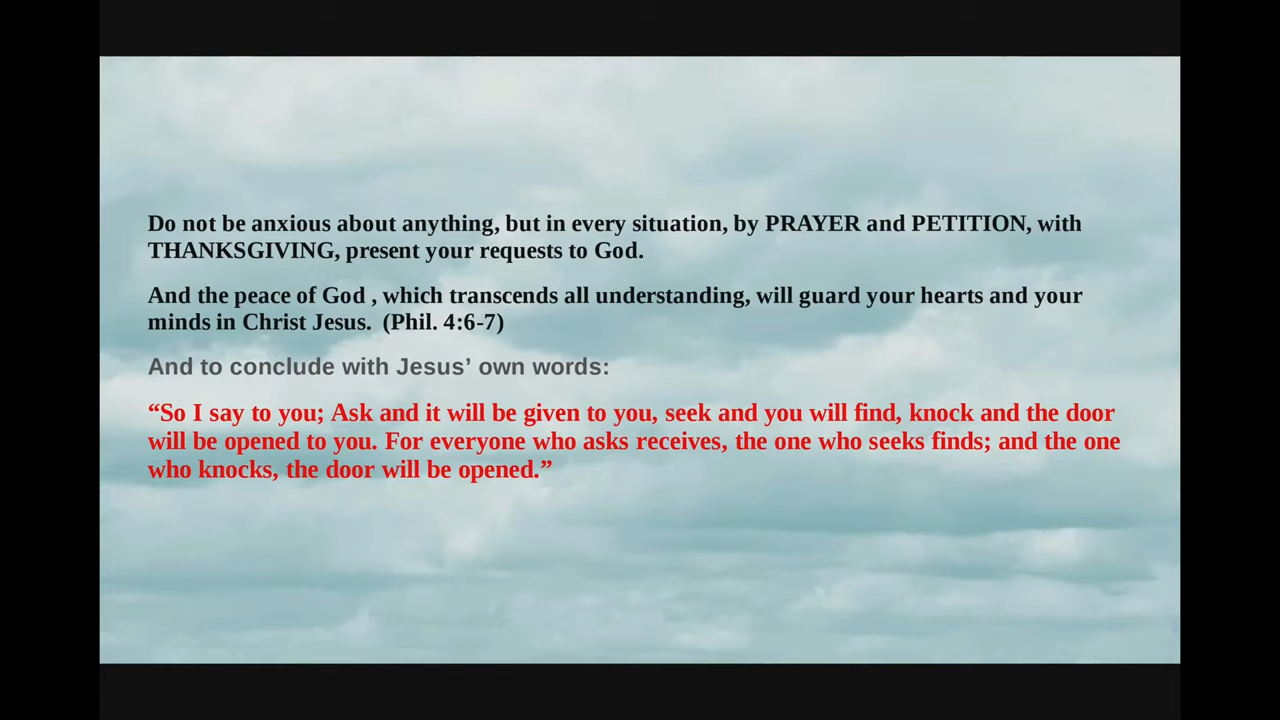 Do not be anxious about anything, but in every situation, by PRAYER and PETITION, with
THANKSGIVING, present your requests to God.
And the peace of God , which transcends all understanding, will guard your hearts and your
minds in Christ Jesus.  (Phil. 4:6-7)
And to conclude with Jesus’ own words:
“So I say to you; Ask and it will be given to you, seek and you will find, knock and the door
will be opened to you. For everyone who asks receives, the one who seeks finds; and the one
who knocks, the door will be opened.”